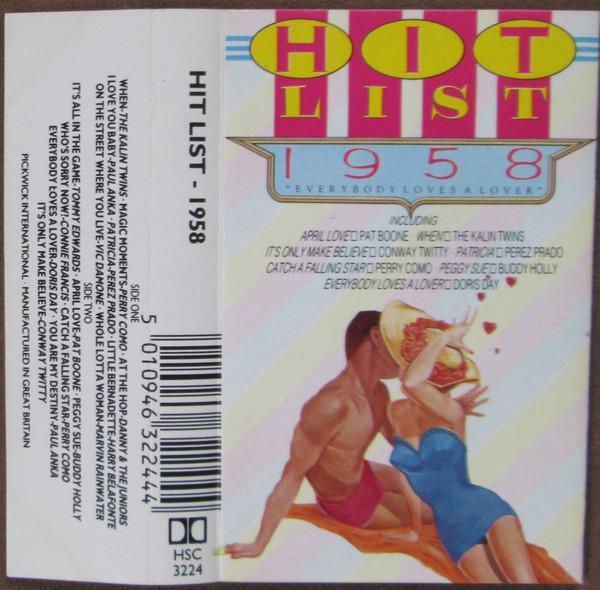 HIT
LIST
1958
"EVERYBODY LOVES A LOVER"
INCLUDING
APRIL LOVE□ PAT BOONE · WHEN□ THE KALIN TWINS
IT'S ONLY MAKE BELIEVE□ CONWAY TWITTY · PATRICIA□ PEREZ PRADO
CATCH A FALLING STAR□ PERRY COMO · PEGGY SUE□ BUDDY HOLLY
EVERYBODY LOVES A LOVER□ DORIS DAY
HIT LIST - 1958
5 010946 322444
HSC
3224
SIDE ONE
WHEN-THE KALIN TWINS · MAGIC MOMENTS-PERRY COMO · AT THE HOP-DANNY & THE JUNIORS
I LOVE YOU BABY-PAUL ANKA · PATRICIA-PEREZ PRADO · LITTLE BERNADETTE-HARRY BELAFONTE
ON THE STREET WHERE YOU LIVE-VIC DAMONE · WHOLE LOTTA WOMAN-MARVIN RAINWATER
SIDE TWO
IT'S ALL IN THE GAME-TOMMY EDWARDS · APRIL LOVE-PAT BOONE · PEGGY SUE-BUDDY HOLLY
WHO'S SORRY NOW!-CONNIE FRANCIS · CATCH A FALLING STAR-PERRY COMO
EVERYBODY LOVES A LOVER-DORIS DAY · YOU ARE MY DESTINY-PAUL ANKA
IT'S ONLY MAKE BELIEVE-CONWAY TWITTY
PICKWICK INTERNATIONAL · MANUFACTURED IN GREAT BRITAIN